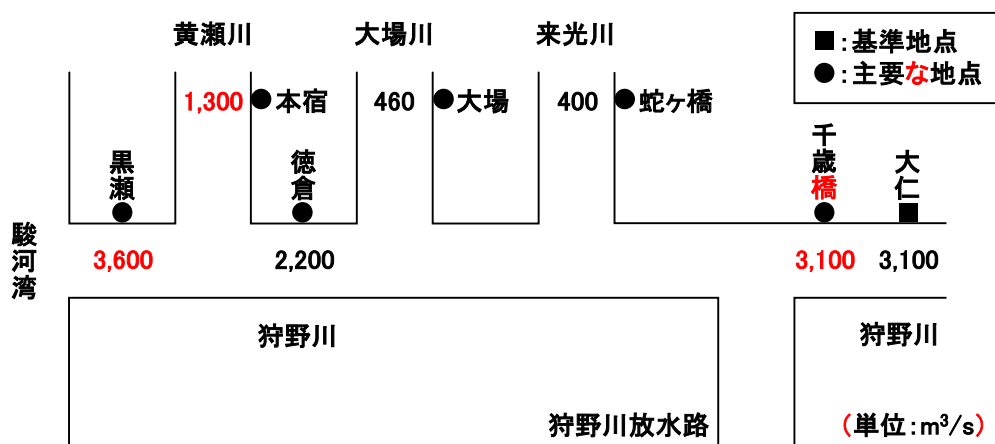 黄瀬川 大場川 来光川
■:基準地点
●:主要な地点
1,300 ●本宿 460 ●大場 400 ●蛇ヶ橋
黒瀬 徳倉 千歳橋 大仁
駿河湾
3,600 2,200 3,100 3,100
狩野川 狩野川
狩野川放水路 (単位:m³/s)